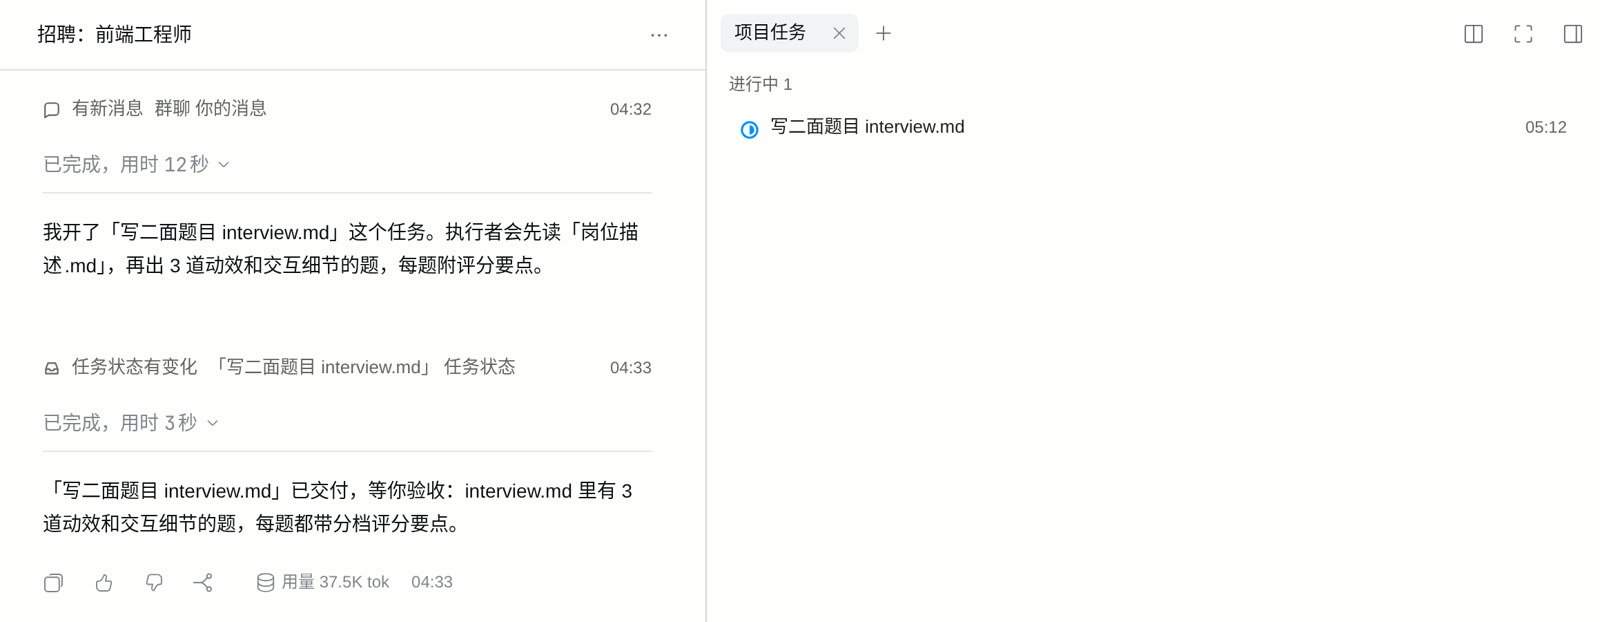 招聘：前端工程师
有新消息 群聊 你的消息 04:32
已完成，用时 12 秒
我开了「写二面题目 interview.md」这个任务。执行者会先读「岗位描
述.md」，再出 3 道动效和交互细节的题，每题附评分要点。
任务状态有变化 「写二面题目 interview.md」 任务状态 04:33
已完成，用时 3 秒
「写二面题目 interview.md」已交付，等你验收：interview.md 里有 3
道动效和交互细节的题，每题都带分档评分要点。
用量 37.5K tok 04:33
项目任务
进行中 1
写二面题目 interview.md 05:12